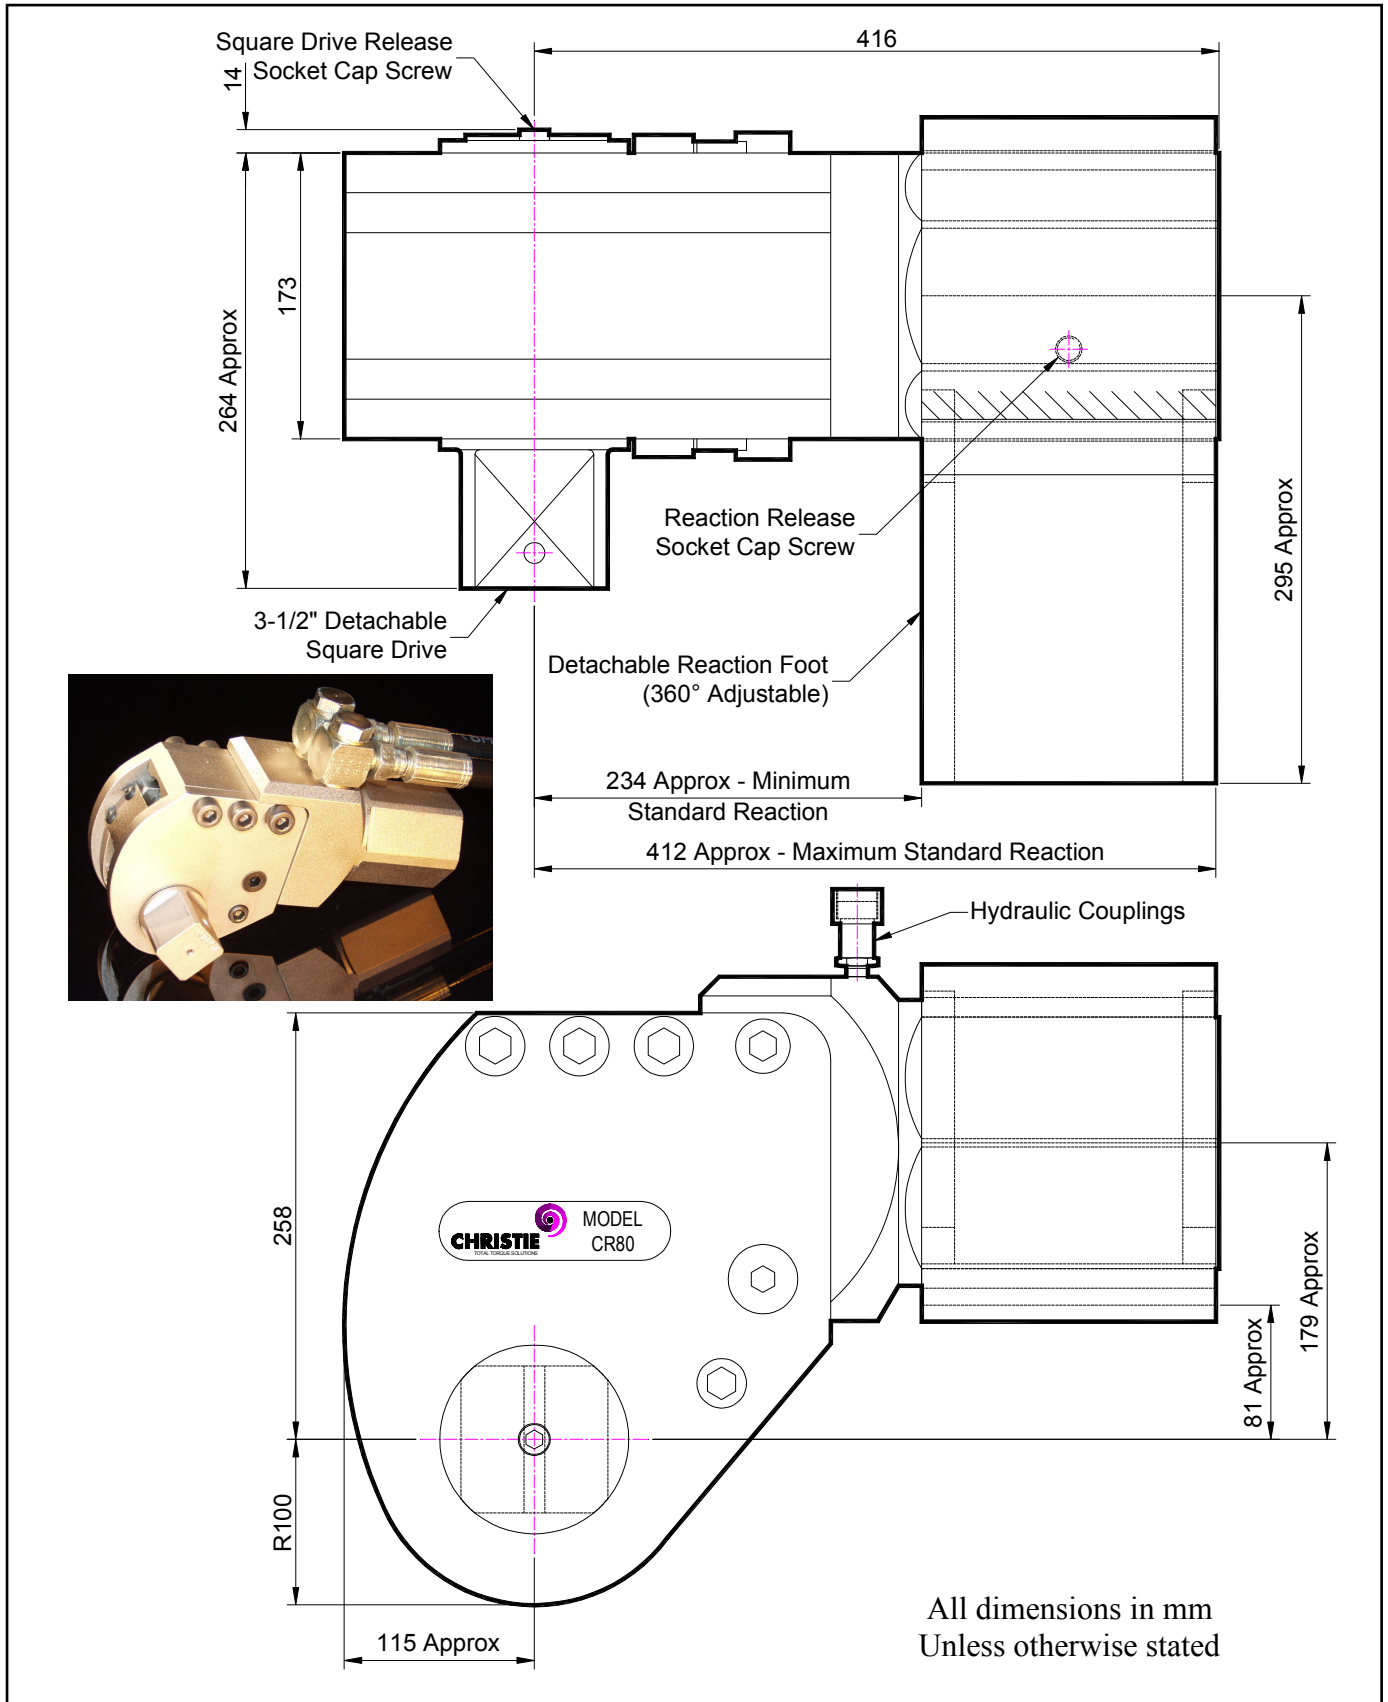 Square Drive Release
Socket Cap Screw
416
14
173
264 Approx
295 Approx
Reaction Release
Socket Cap Screw
3-1/2" Detachable
Square Drive
Detachable Reaction Foot
(360° Adjustable)
234 Approx - Minimum
Standard Reaction
412 Approx - Maximum Standard Reaction
Hydraulic Couplings
258
CHRISTIE
TOTAL TORQUE SOLUTIONS
MODEL
CR80
179 Approx
81 Approx
R100
115 Approx
All dimensions in mm
Unless otherwise stated